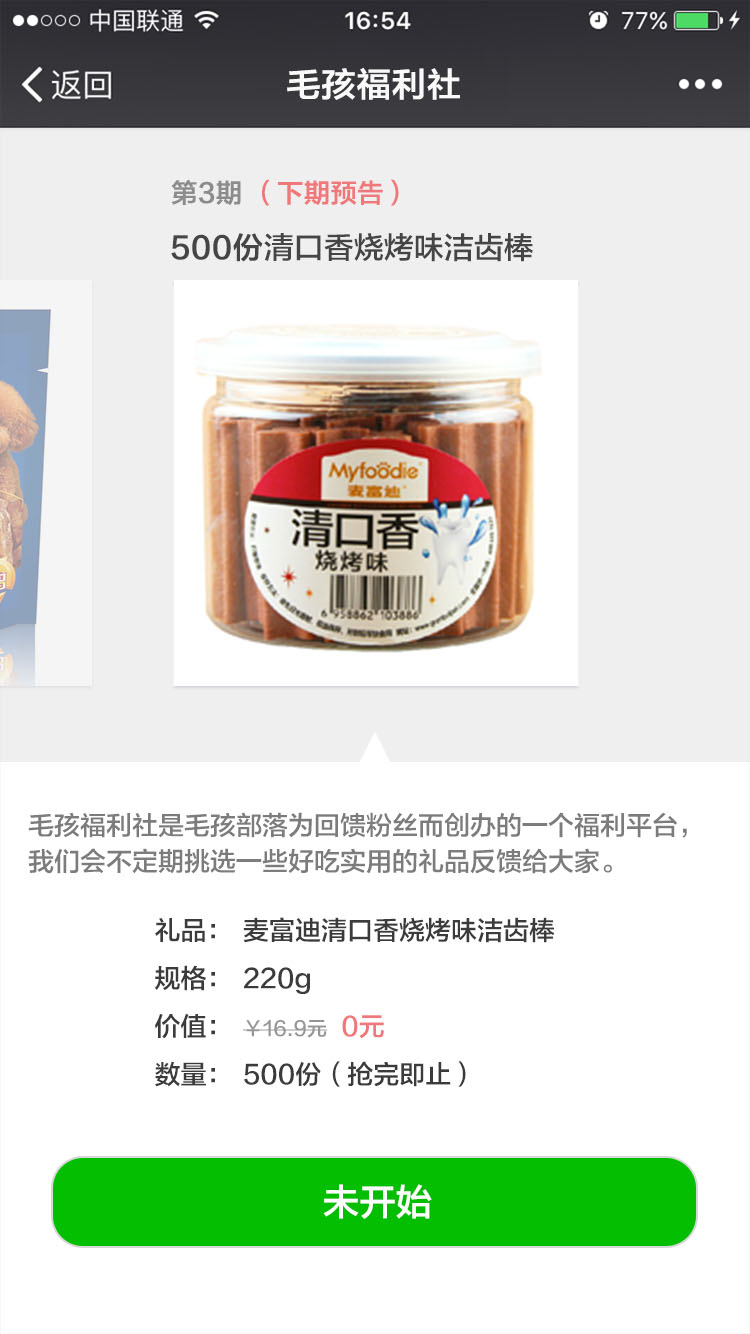 中国联通 16:54 77%
返回 毛孩福利社
第3期（下期预告）
500份清口香烧烤味洁齿棒
Myfoodie
麦富迪
清口香
烧烤味
6 958862 103886
毛孩福利社是毛孩部落为回馈粉丝而创办的一个福利平台，
我们会不定期挑选一些好吃实用的礼品反馈给大家。
礼品： 麦富迪清口香烧烤味洁齿棒
规格： 220g
价值： ￥16.9元 0元
数量： 500份（抢完即止）
未开始